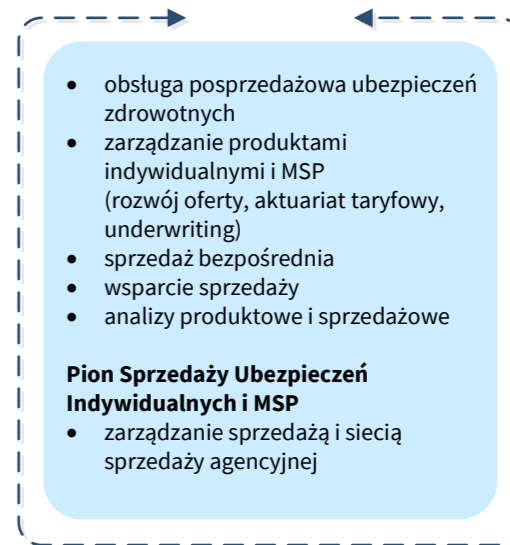 • obsługa posprzedażowa ubezpieczeń
zdrowotnych
• zarządzanie produktami
indywidualnymi i MSP
(rozwój oferty, aktuariat taryfowy,
underwriting)
• sprzedaż bezpośrednia
• wsparcie sprzedaży
• analizy produktowe i sprzedażowe
Pion Sprzedaży Ubezpieczeń
Indywidualnych i MSP
• zarządzanie sprzedażą i siecią
sprzedaży agencyjnej